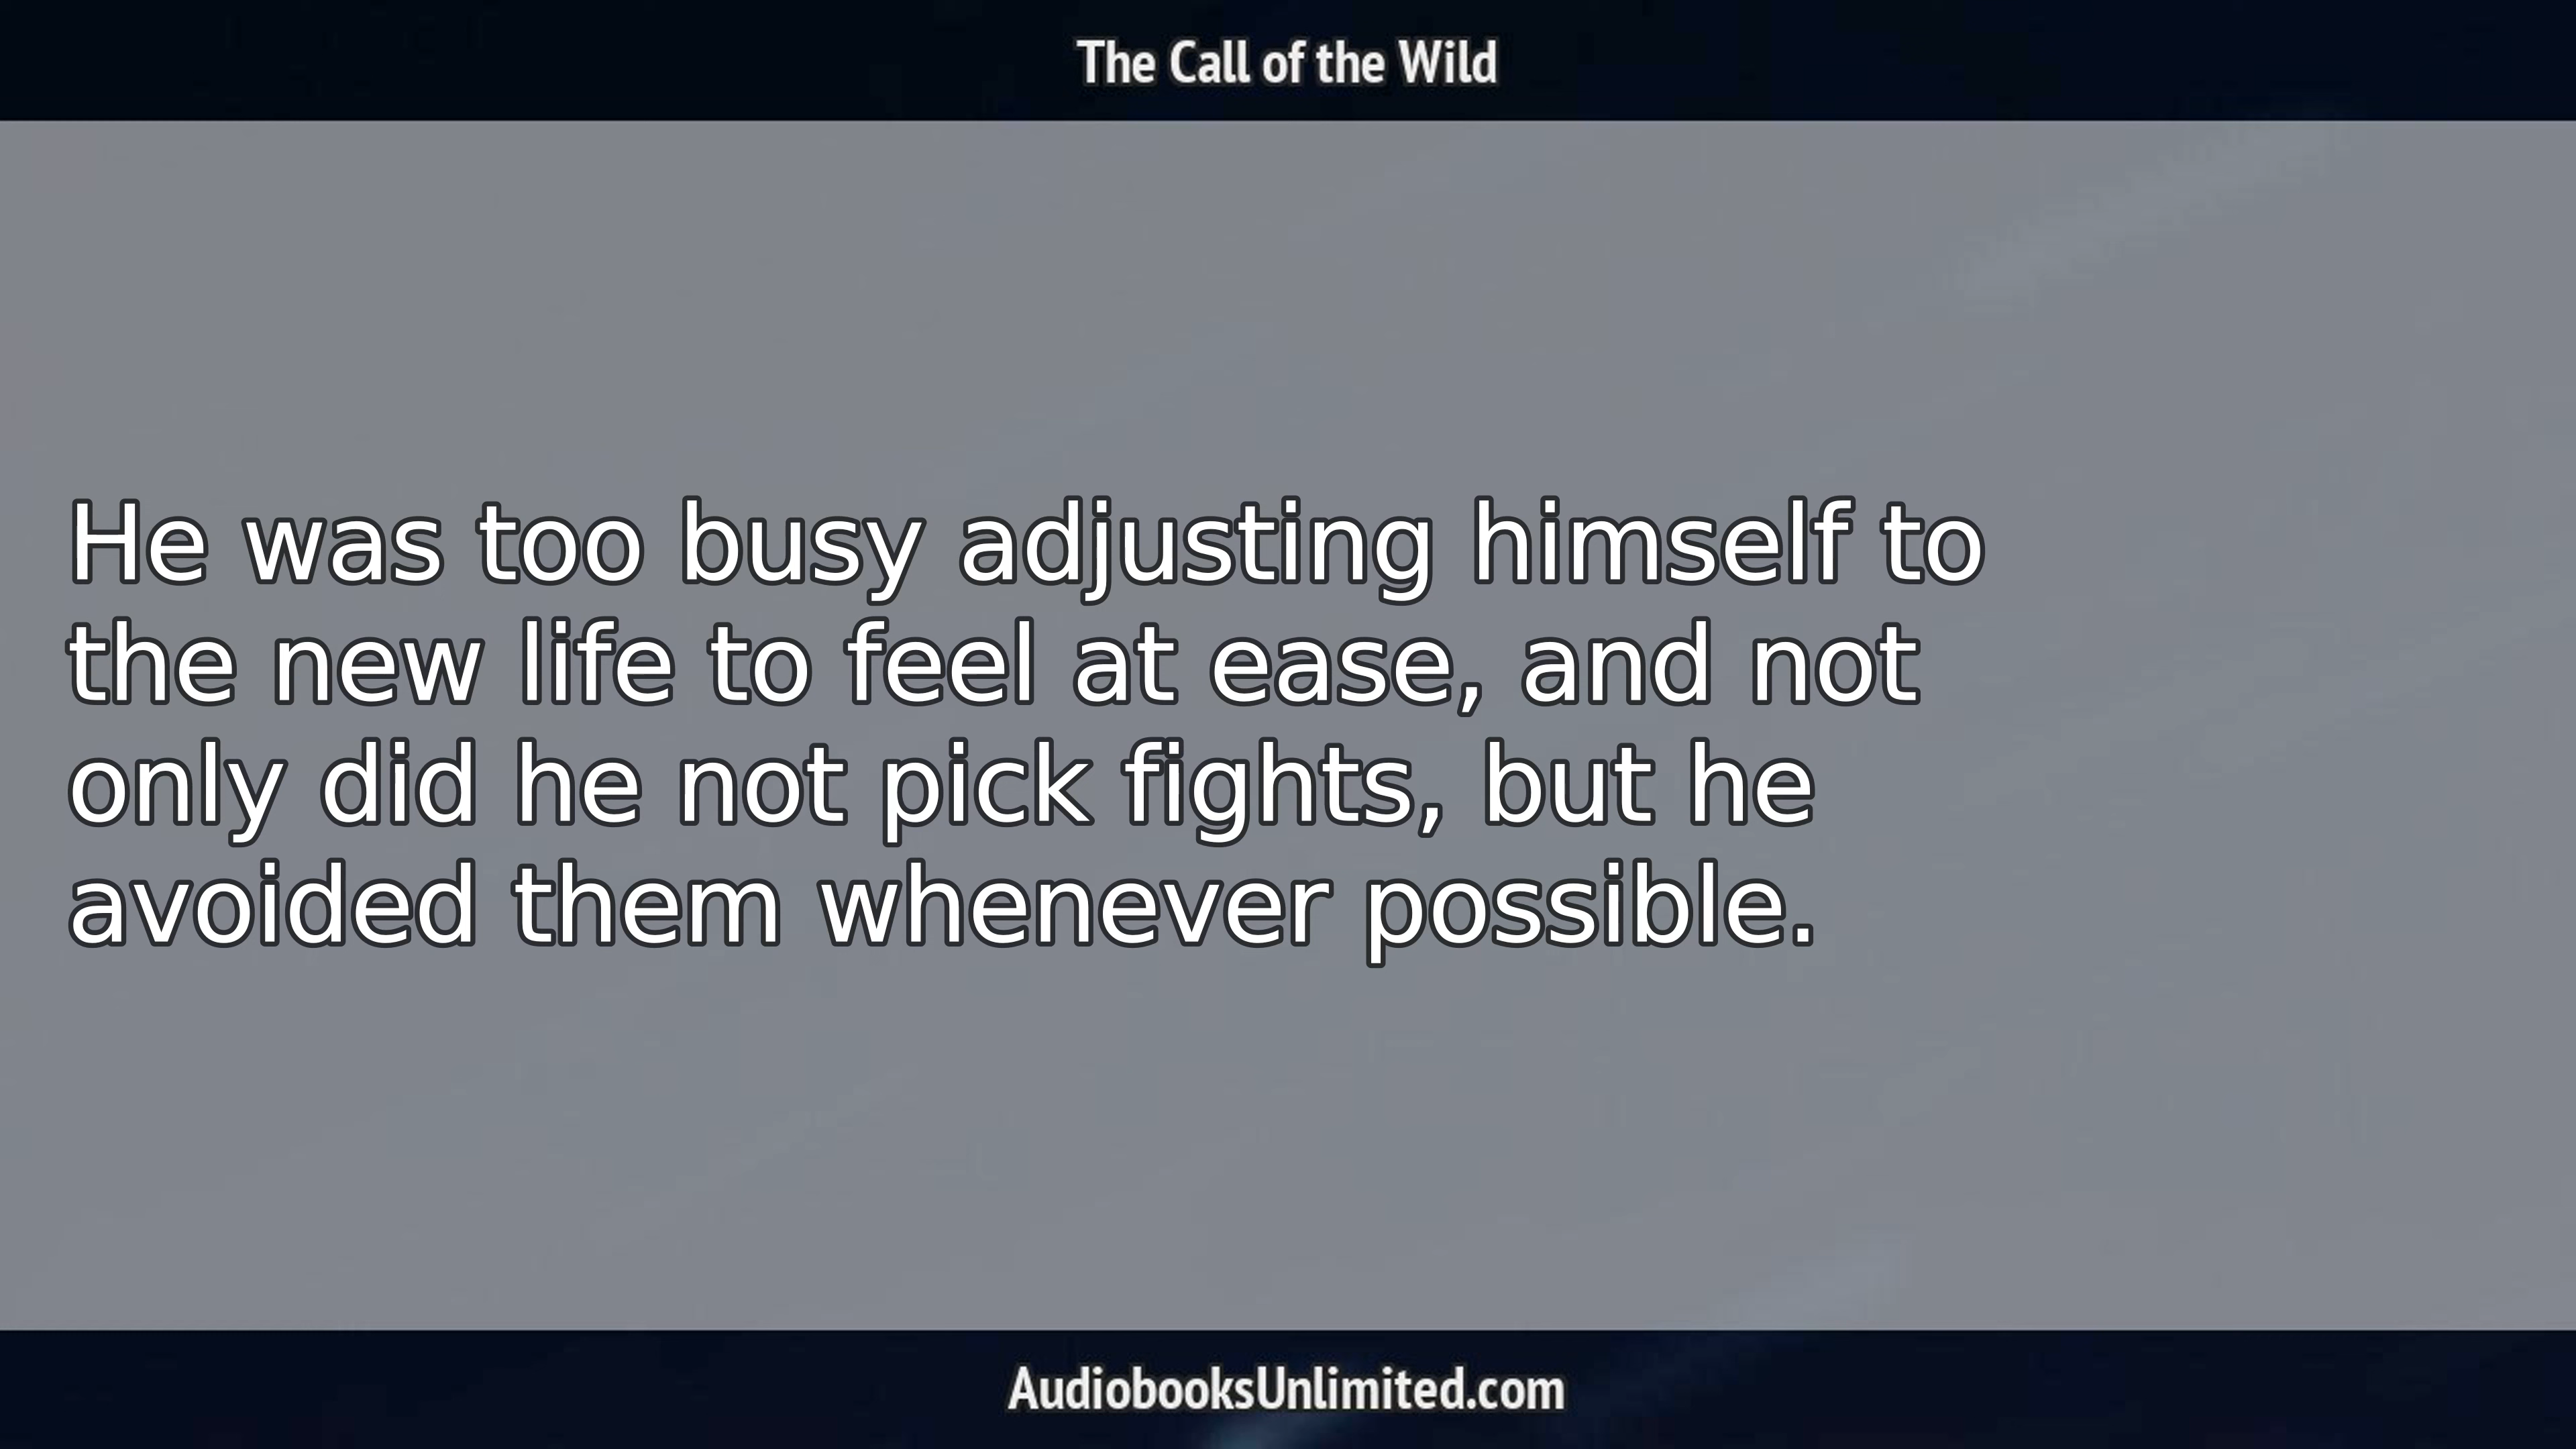 The Call of the Wild
He was too busy adjusting himself to
the new life to feel at ease, and not
only did he not pick fights, but he
avoided them whenever possible.
AudiobooksUnlimited.com